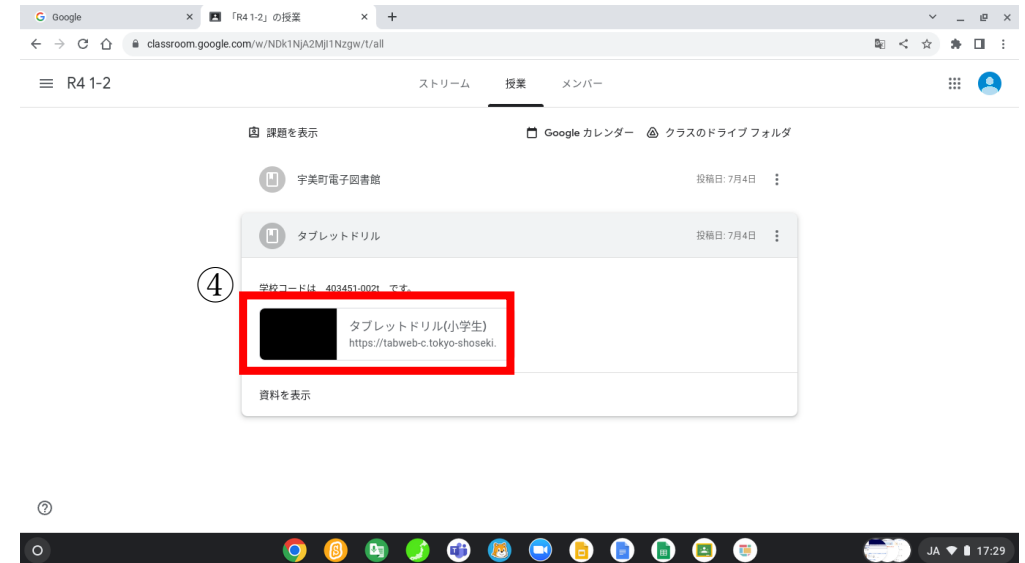 Google
「R4 1-2」の授業
classroom.google.com/w/NDk1NjA2MjI1Nzgw/t/all
R4 1-2
ストリーム 授業 メンバー
課題を表示
Google カレンダー クラスのドライブ フォルダ
宇美町電子図書館 投稿日: 7月4日
タブレットドリル 投稿日: 7月4日
④
学校コードは 403451-002t です。
タブレットドリル(小学生)
https://tabweb-c.tokyo-shoseki.
資料を表示
JA 17:29